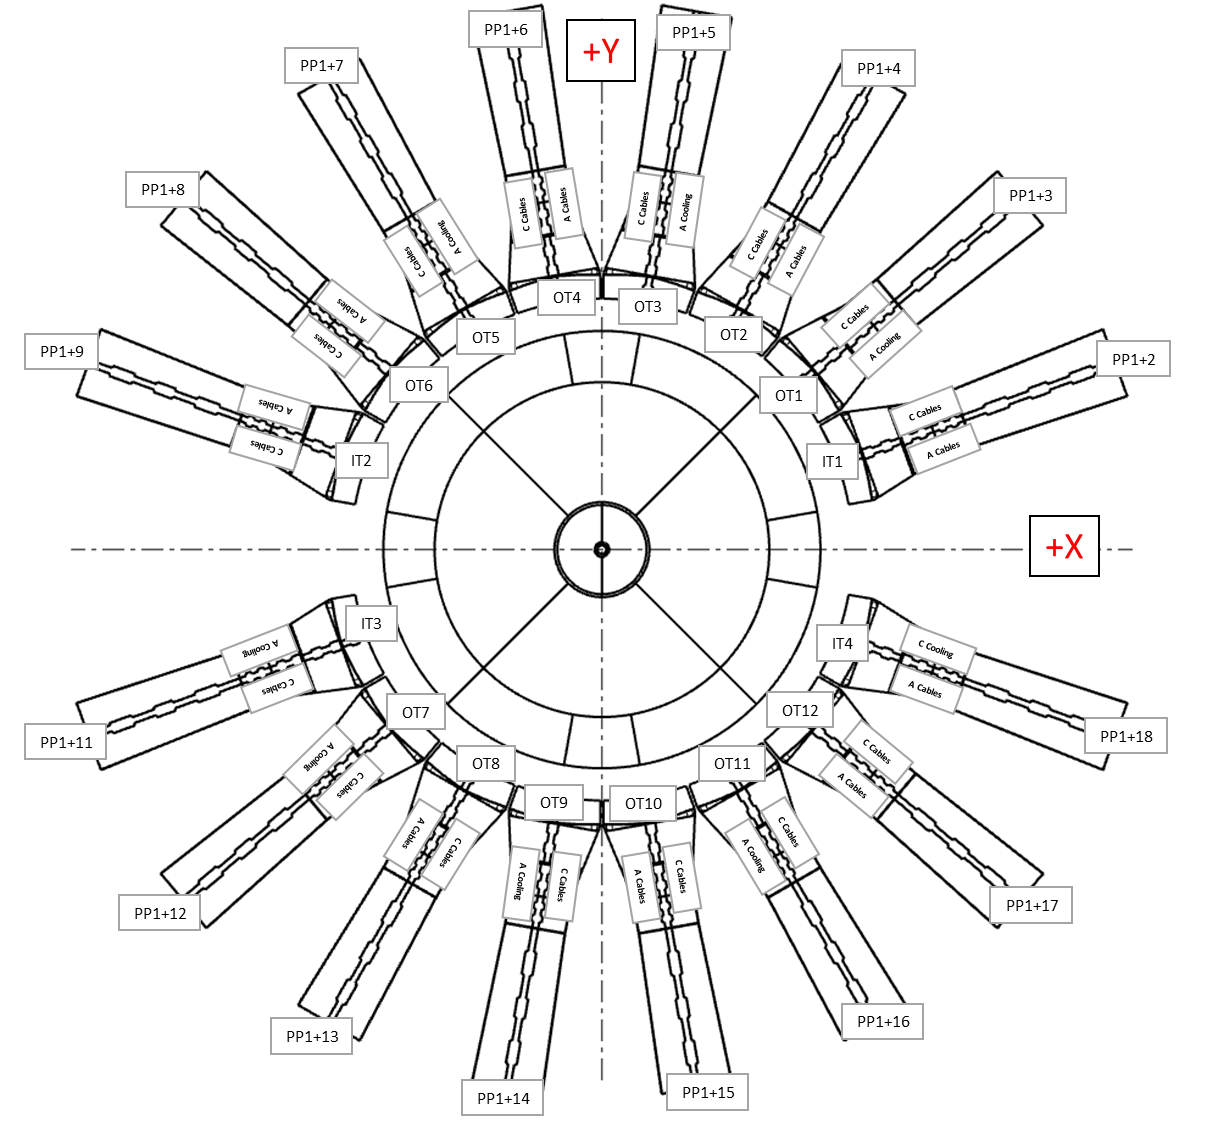 PP1+6
+Y
PP1+5
PP1+7
PP1+4
PP1+8
PP1+3
C Cables
A Cables
C Cables
A Cooling
C Cables
A Cooling
C Cables
A Cables
A Cables
C Cables
C Cables
A Cooling
OT4
OT3
OT5
OT2
PP1+9
PP1+2
OT6
OT1
A Cables
C Cables
C Cables
A Cables
IT2
IT1
+X
IT3
IT4
A Cooling
C Cables
C Cooling
A Cables
OT7
OT12
PP1+11
PP1+18
A Cooling
C Cables
C Cables
A Cables
OT8
OT11
OT9
OT10
A Cables
C Cables
A Cooling
C Cables
A Cooling
C Cables
A Cables
C Cables
PP1+12
PP1+17
PP1+13
PP1+16
PP1+14
PP1+15